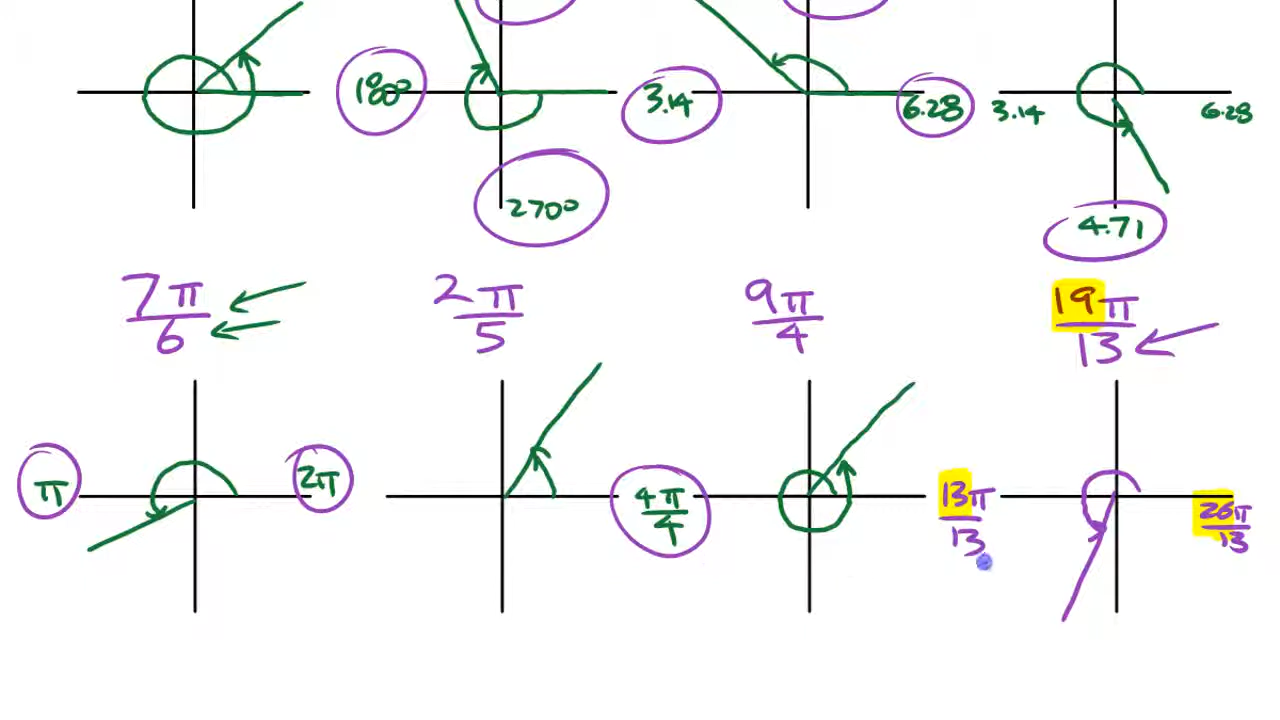 180°
3.14
6.28
3.14
6.28
270°
4.71
7π/6
2π/5
9π/4
19π/13
π
2π
4π/4
13π/13
26π/13